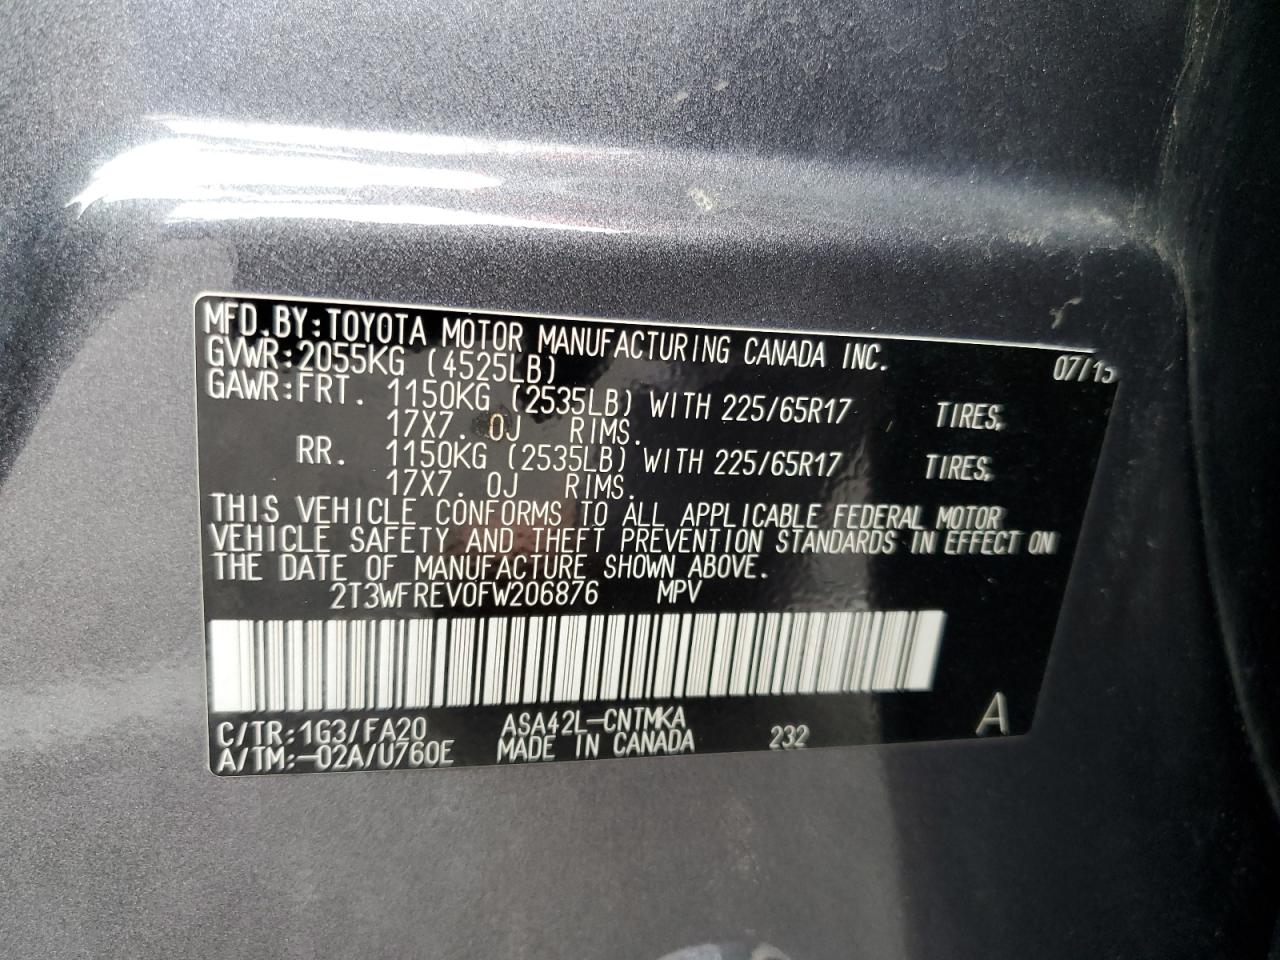 MFD.BY:TOYOTA MOTOR MANUFACTURING CANADA INC. 07/15
GVWR:2055KG (4525LB)
GAWR:FRT. 1150KG (2535LB) WITH 225/65R17 TIRES,
17X7.0J RIMS.
RR. 1150KG (2535LB) WITH 225/65R17 TIRES,
17X7.0J RIMS.
THIS VEHICLE CONFORMS TO ALL APPLICABLE FEDERAL MOTOR
VEHICLE SAFETY AND THEFT PREVENTION STANDARDS IN EFFECT ON
THE DATE OF MANUFACTURE SHOWN ABOVE.
2T3WFREV0FW206876 MPV
C/TR:1G3/FA20 ASA42L-CNTMKA
A/TM:-02A/U760E MADE IN CANADA 232 A